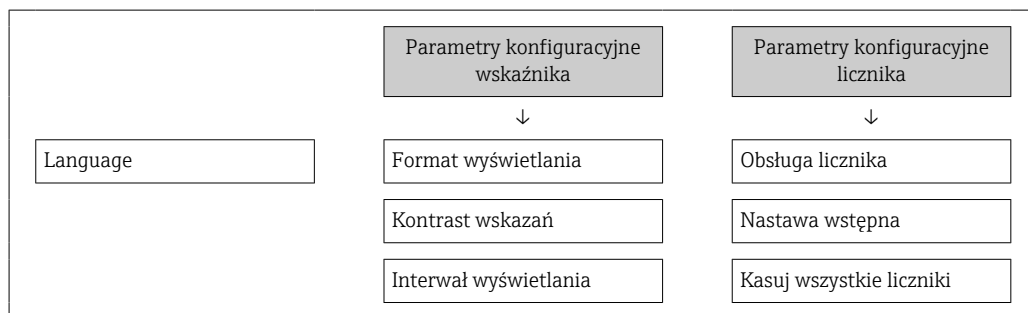 Parametry konfiguracyjne
wskaźnika
Parametry konfiguracyjne
licznika
↓
↓
Language
Format wyświetlania
Obsługa licznika
Kontrast wskazań
Nastawa wstępna
Interwał wyświetlania
Kasuj wszystkie liczniki